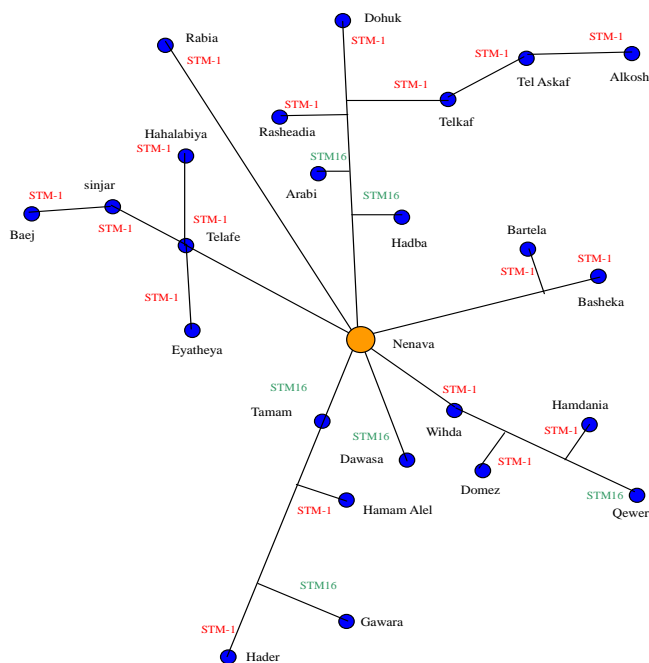 Dohuk
STM-1
Rabia
STM-1
STM-1
Tel Askaf
Alkosh
STM-1
STM-1
Telkaf
STM-1
Rasheadia
Hahalabiya
STM-1
STM16
Arabi
STM16
Hadba
sinjar
STM-1
Baej
STM-1
STM-1
Telafe
Bartela
STM-1
STM-1
Basheka
STM-1
Eyatheya
Nenava
STM16
Tamam
STM-1
Wihda
Hamdania
STM-1
STM16
Dawasa
STM-1
Domez
STM16
Qewer
STM-1
Hamam Alel
STM16
Gawara
STM-1
Hader